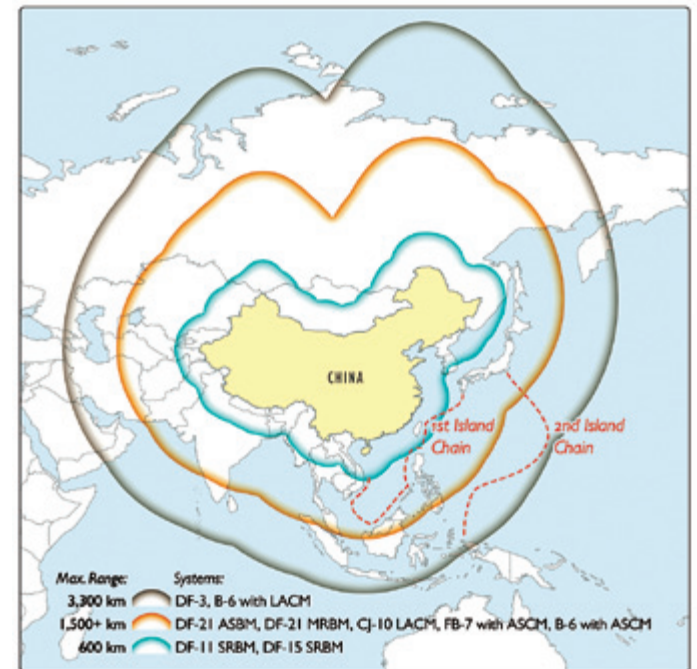 CHINA
1st Island
Chain
2nd Island
Chain
Max. Range: Systems:
3,300 km DF-3, B-6 with LACM
1,500+ km DF-21 ASBM, DF-21 MRBM, CJ-10 LACM, FB-7 with ASCM, B-6 with ASCM
600 km DF-11 SRBM, DF-15 SRBM